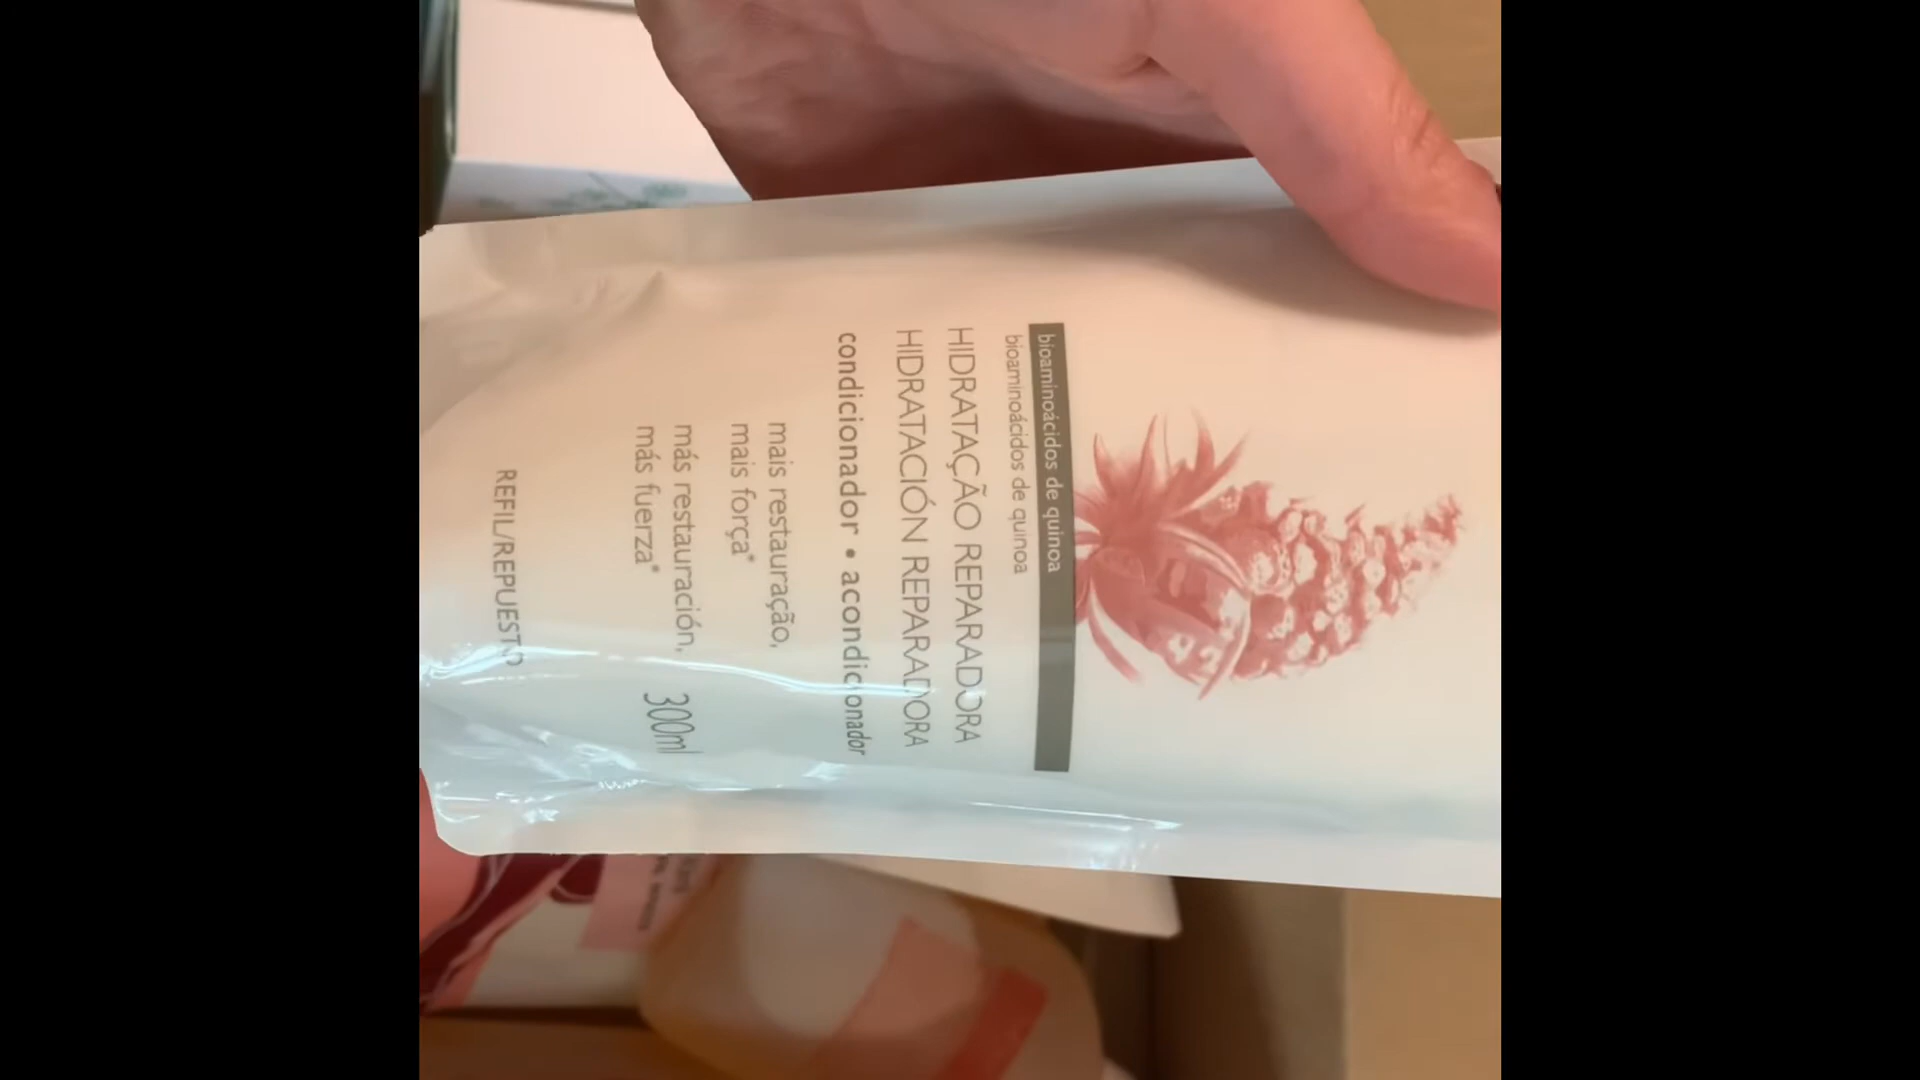 bioaminoácidos de quinoa
bioaminoácidos de quinoa
HIDRATAÇÃO REPARADORA
HIDRATACIÓN REPARADORA
condicionador • acondicionador
mais restauração,
mais força*
más restauración,
más fuerza*
300ml
REFIL/REPUESTO